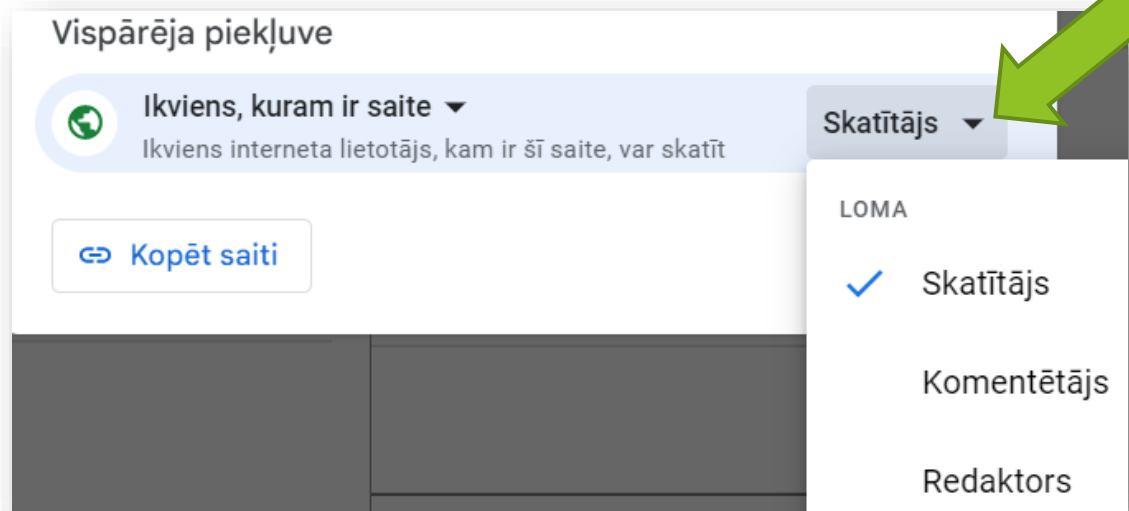 Vispārēja piekļuve
Ikviens, kuram ir saite
Ikviens interneta lietotājs, kam ir šī saite, var skatīt
Skatītājs
Kopēt saiti
LOMA
Skatītājs
Komentētājs
Redaktors